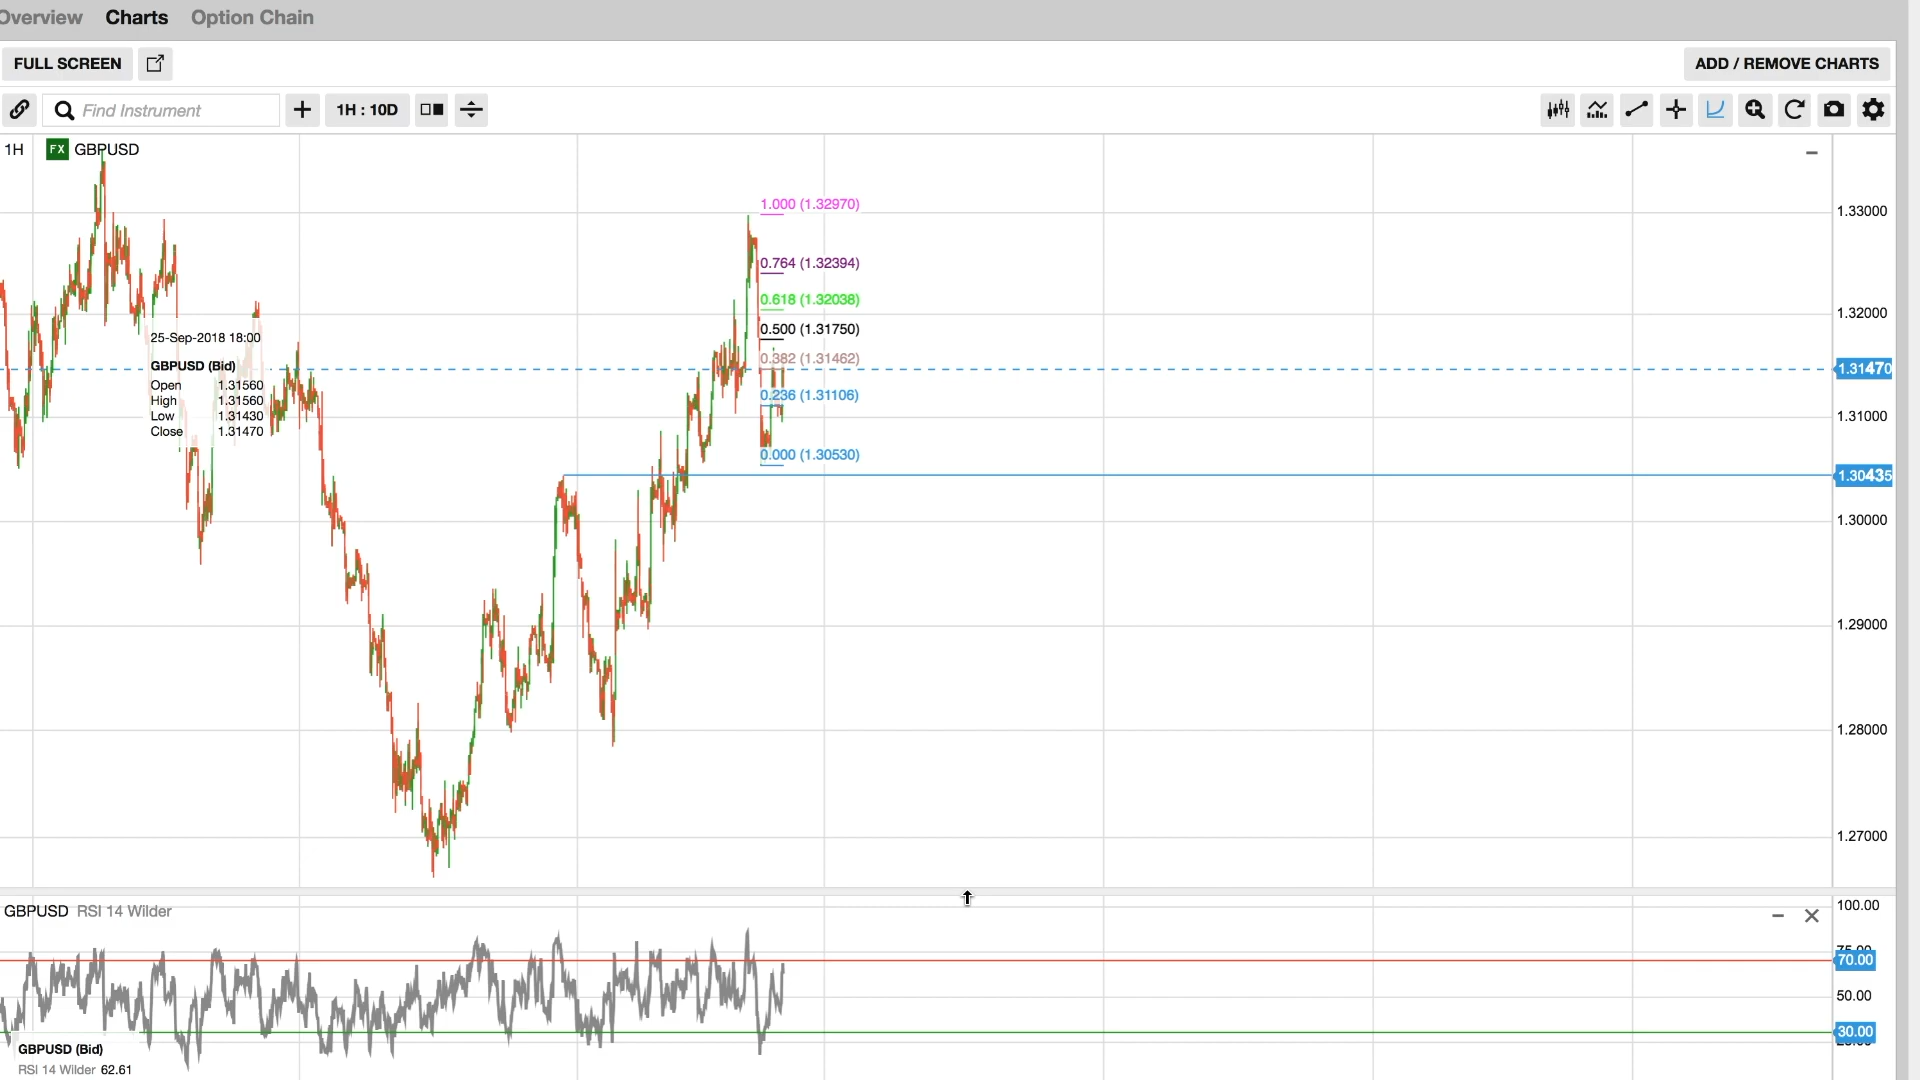 Overview Charts Option Chain
FULL SCREEN
ADD / REMOVE CHARTS
Find Instrument
1H : 10D
1H FX GBPUSD
1.000 (1.32970)
0.764 (1.32394)
0.618 (1.32038)
0.500 (1.31750)
0.382 (1.31462)
0.236 (1.31106)
0.000 (1.30530)
25-Sep-2018 18:00
GBPUSD (Bid)
Open 1.31560
High 1.31560
Low 1.31430
Close 1.31470
1.33000
1.32000
1.31470
1.31000
1.30435
1.30000
1.29000
1.28000
1.27000
GBPUSD RSI 14 Wilder
100.00
75.00
70.00
50.00
30.00
25.00
GBPUSD (Bid)
RSI 14 Wilder 62.61